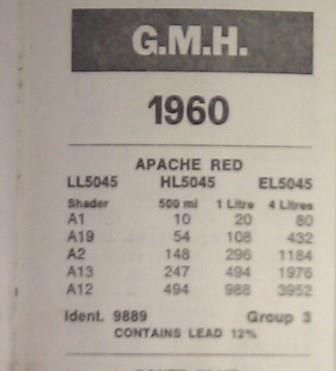 G.M.H.
1960
APACHE RED
LL5045 HL5045 EL5045
Shader 500 ml 1 Litre 4 Litres
A1 10 20 80
A19 54 108 432
A2 148 296 1184
A13 247 494 1976
A12 494 988 3952
Ident. 9889 Group 3
CONTAINS LEAD 12%